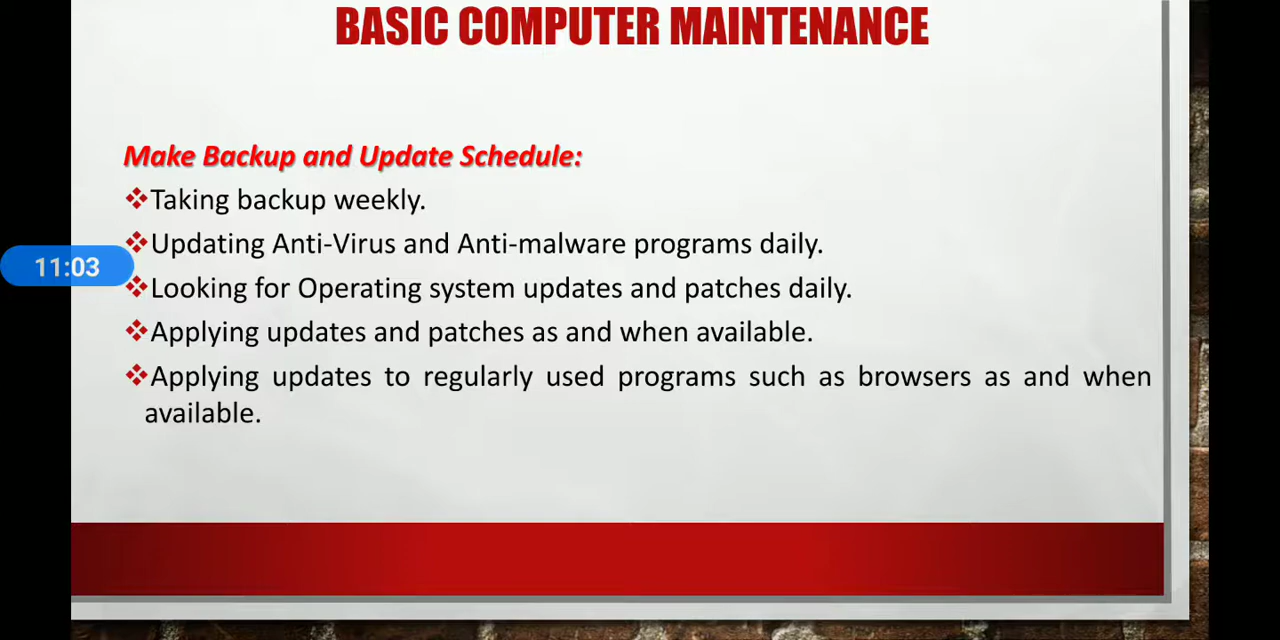 BASIC COMPUTER MAINTENANCE
Make Backup and Update Schedule:
❖Taking backup weekly.
❖Updating Anti-Virus and Anti-malware programs daily.
11:03
❖Looking for Operating system updates and patches daily.
❖Applying updates and patches as and when available.
❖Applying updates to regularly used programs such as browsers as and when
available.